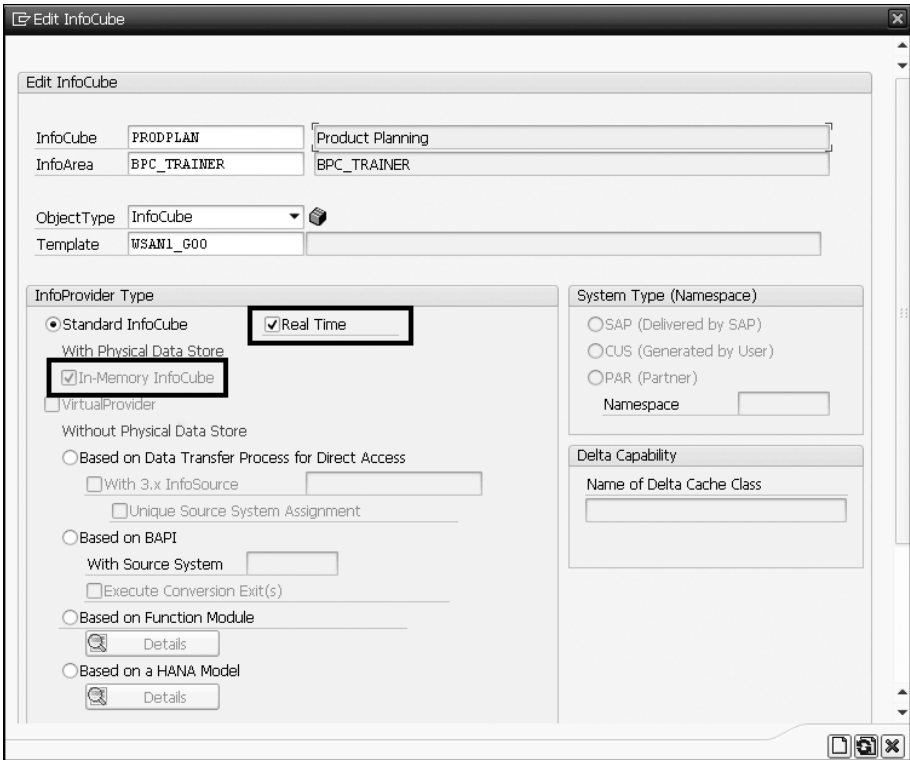 Edit InfoCube
Edit InfoCube
InfoCube PRODPLAN Product Planning
InfoArea BPC_TRAINER BPC_TRAINER
ObjectType InfoCube
Template WSAN1_G00
InfoProvider Type
Standard InfoCube Real Time
With Physical Data Store
In-Memory InfoCube
VirtualProvider
Without Physical Data Store
Based on Data Transfer Process for Direct Access
With 3.x InfoSource
Unique Source System Assignment
Based on BAPI
With Source System
Execute Conversion Exit(s)
Based on Function Module
Details
Based on a HANA Model
Details
System Type (Namespace)
SAP (Delivered by SAP)
CUS (Generated by User)
PAR (Partner)
Namespace
Delta Capability
Name of Delta Cache Class